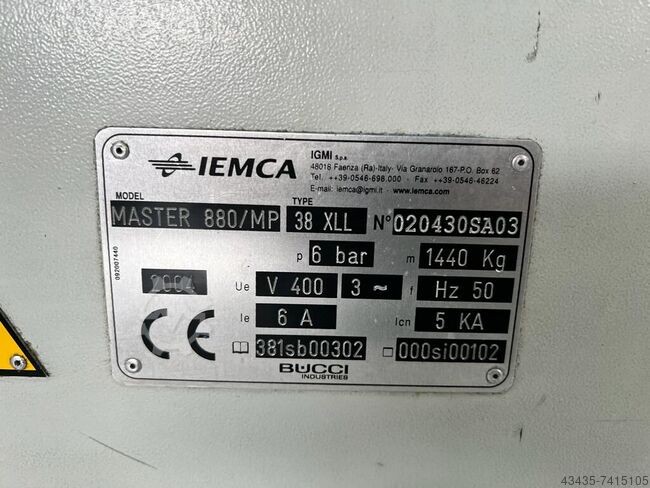 IEMCA
IGMI S.p.A.
48018 Faenza (Ra)-Italy- Via Granarolo 167-P.O. Box 62
Tel. ++39-0546-698.000 · Fax ++39-0546-46224
E-mail: iemca@igmi.it · www.iemca.com
MODEL TYPE
MASTER 880/MP 38 XLL N° 020430SA03
p 6 bar m 1440 Kg
2004 Ue V 400 3 ~ f Hz 50
Ie 6 A Icn 5 KA
CE 381sb00302 000si00102
BUCCI
INDUSTRIES
092007440
43435-7415105